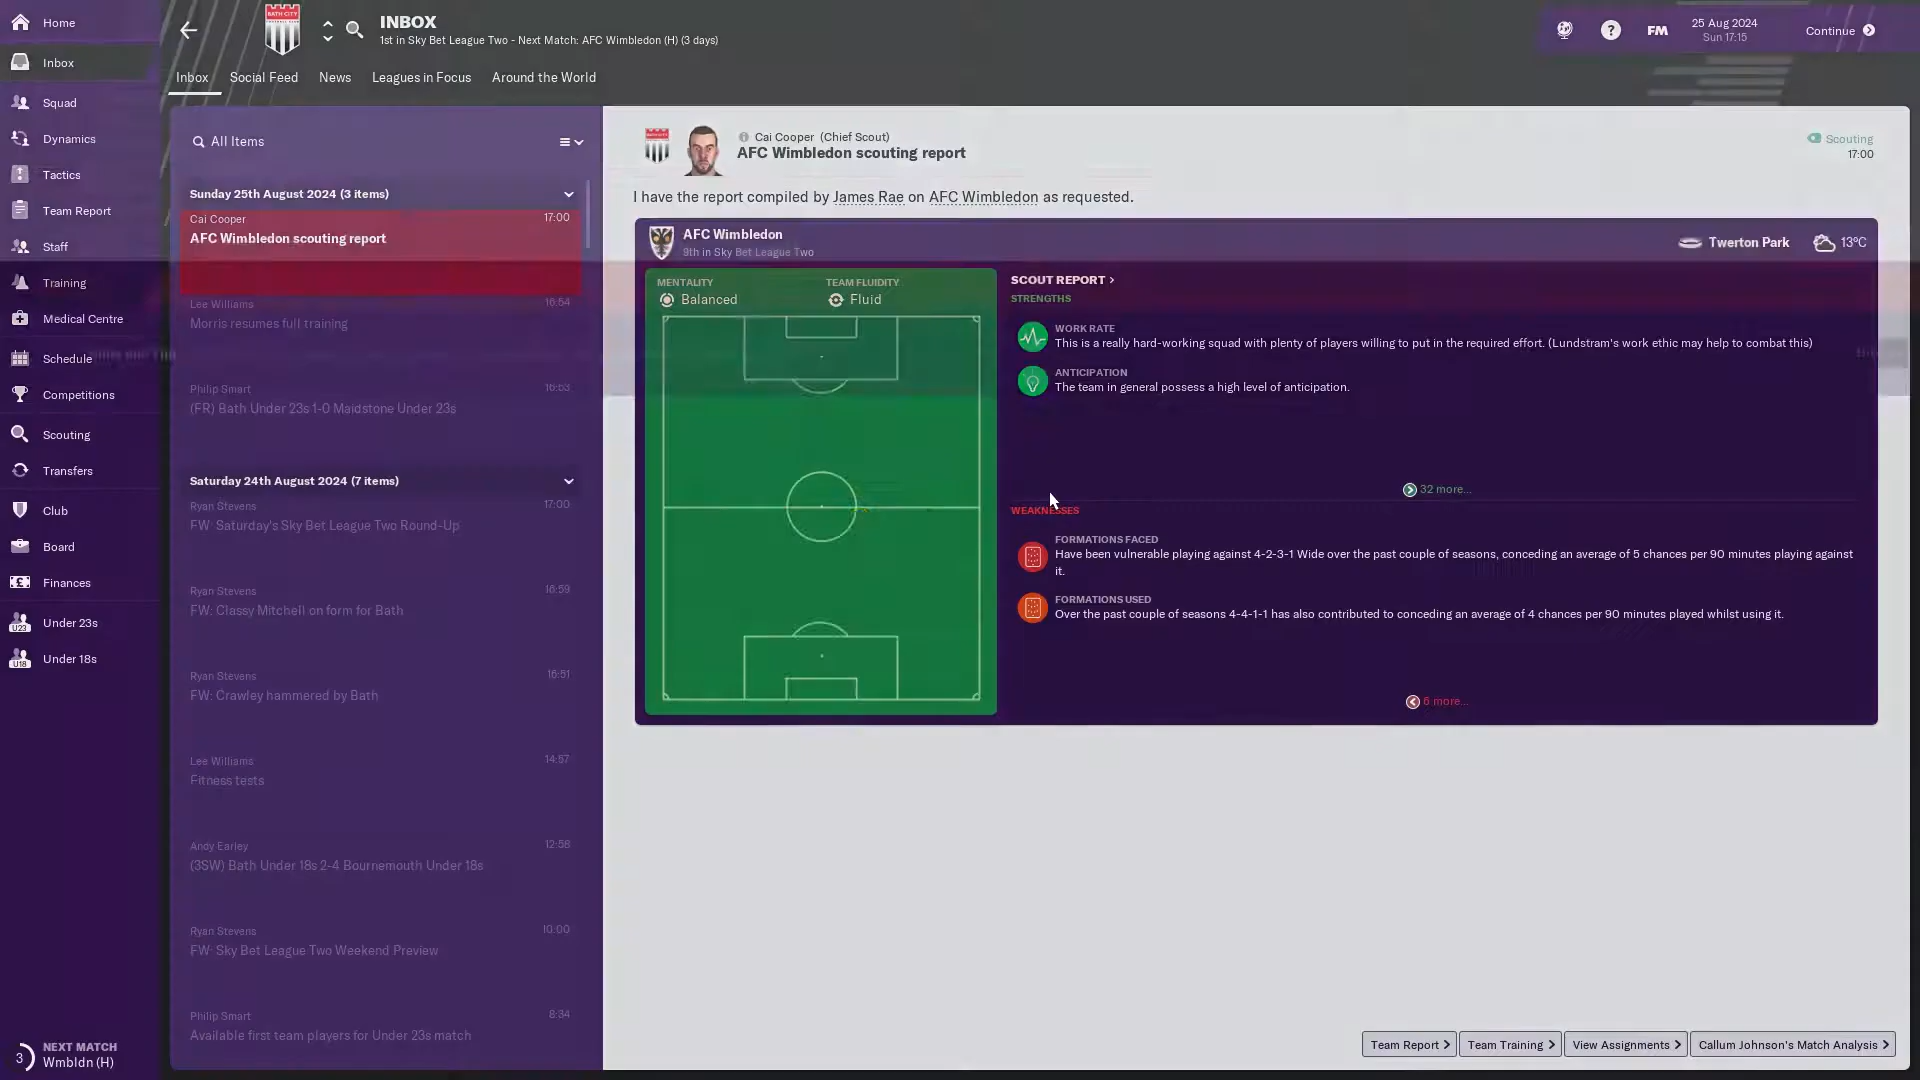 Home
Inbox
Squad
Dynamics
Tactics
Team Report
Staff
Training
Medical Centre
Schedule
Competitions
Scouting
Transfers
Club
Board
Finances
U23
Under 23s
U18
Under 18s
3
NEXT MATCH
Wmbldn (H)
BATH CITY
INBOX
1st in Sky Bet League Two - Next Match: AFC Wimbledon (H) (3 days)
FM
25 Aug 2024
Sun 17:15
Continue
Inbox
Social Feed
News
Leagues in Focus
Around the World
All Items
Sunday 25th August 2024 (3 items)
Cai Cooper
17:00
AFC Wimbledon scouting report
Lee Williams
16:54
Morris resumes full training
Philip Smart
16:53
(FR) Bath Under 23s 1-0 Maidstone Under 23s
Saturday 24th August 2024 (7 items)
Ryan Stevens
17:00
FW: Saturday's Sky Bet League Two Round-Up
Ryan Stevens
16:59
FW: Classy Mitchell on form for Bath
Ryan Stevens
16:51
FW: Crawley hammered by Bath
Lee Williams
14:57
Fitness tests
Andy Earley
12:58
(3SW) Bath Under 18s 2-4 Bournemouth Under 18s
Ryan Stevens
10:00
FW: Sky Bet League Two Weekend Preview
Philip Smart
8:34
Available first team players for Under 23s match
Cai Cooper (Chief Scout)
AFC Wimbledon scouting report
Scouting
17:00
I have the report compiled by James Rae on AFC Wimbledon as requested.
AFC Wimbledon
9th in Sky Bet League Two
Twerton Park
13°C
MENTALITY
Balanced
TEAM FLUIDITY
Fluid
SCOUT REPORT >
STRENGTHS
WORK RATE
This is a really hard-working squad with plenty of players willing to put in the required effort. (Lundstram's work ethic may help to combat this)
ANTICIPATION
The team in general possess a high level of anticipation.
32 more...
WEAKNESSES
FORMATIONS FACED
Have been vulnerable playing against 4-2-3-1 Wide over the past couple of seasons, conceding an average of 5 chances per 90 minutes playing against
it.
FORMATIONS USED
Over the past couple of seasons 4-4-1-1 has also contributed to conceding an average of 4 chances per 90 minutes played whilst using it.
6 more...
Team Report >
Team Training >
View Assignments >
Callum Johnson's Match Analysis >